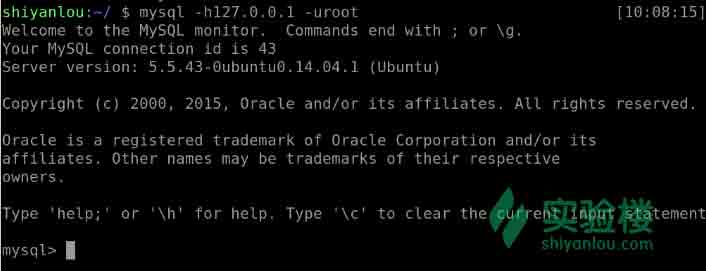 shiyanlou:~/ $ mysql -h127.0.0.1 -uroot [10:08:15]
Welcome to the MySQL monitor.  Commands end with ; or \g.
Your MySQL connection id is 43
Server version: 5.5.43-0ubuntu0.14.04.1 (Ubuntu)
Copyright (c) 2000, 2015, Oracle and/or its affiliates. All rights reserved.
Oracle is a registered trademark of Oracle Corporation and/or its
affiliates. Other names may be trademarks of their respective
owners.
Type 'help;' or '\h' for help. Type '\c' to clear the current input statement
mysql>
实验楼
shiyanlou.com